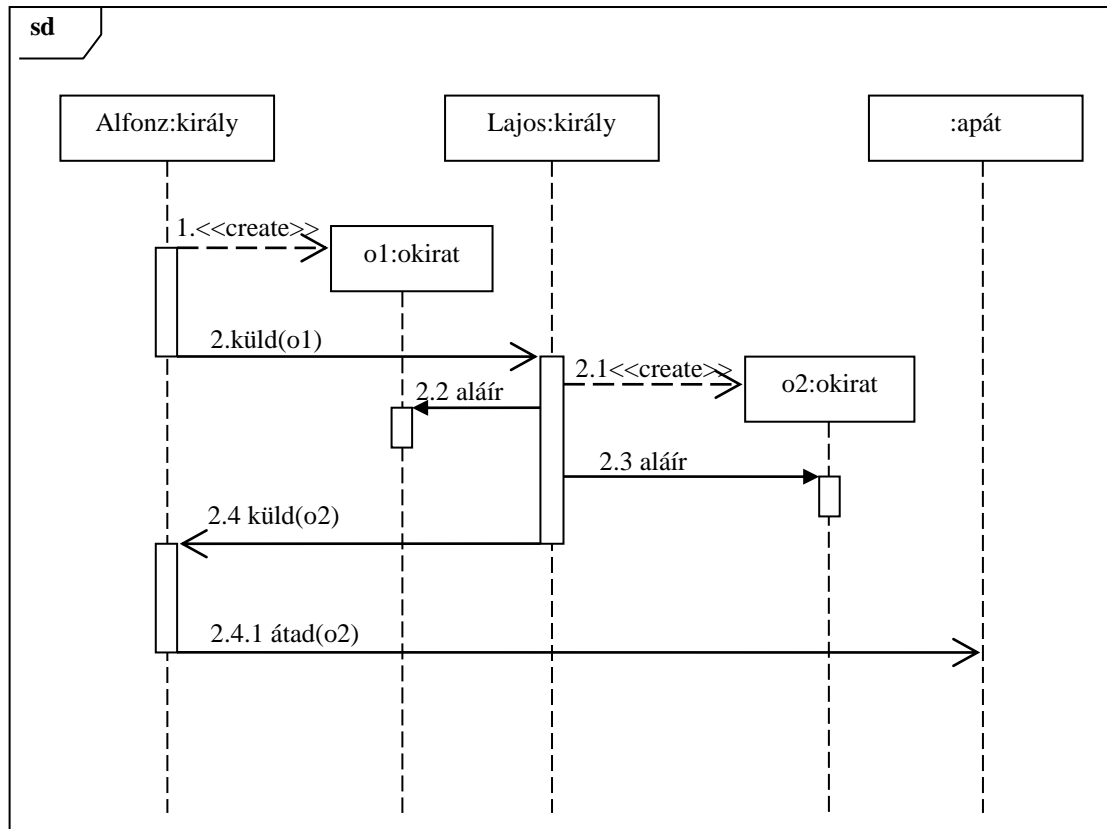 sd
Alfonz:király
Lajos:király
:apát
1.<<create>>
o1:okirat
2.küld(o1)
2.1<<create>>
o2:okirat
2.2 aláír
2.3 aláír
2.4 küld(o2)
2.4.1 átad(o2)